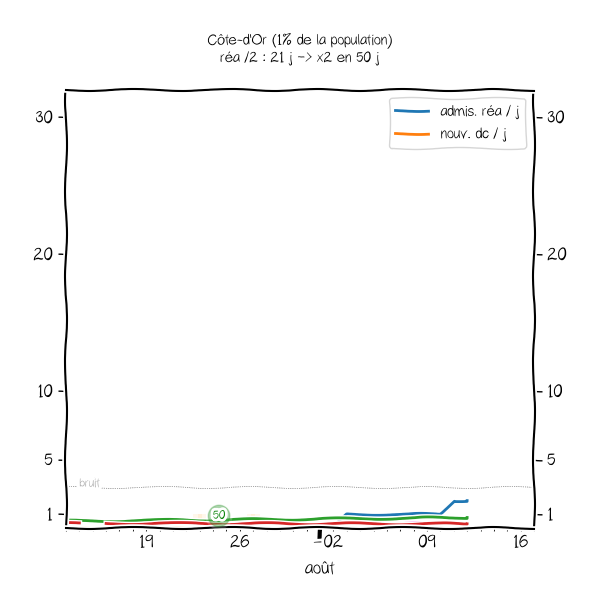 Côte-d'Or (1% de la population)
réa /2 : 21 j -> x2 en 50 j
admis. réa / j
nouv. dc / j
30
30
20
20
10
10
5
5
bruit
50
1
1
19
26
02
09
16
août